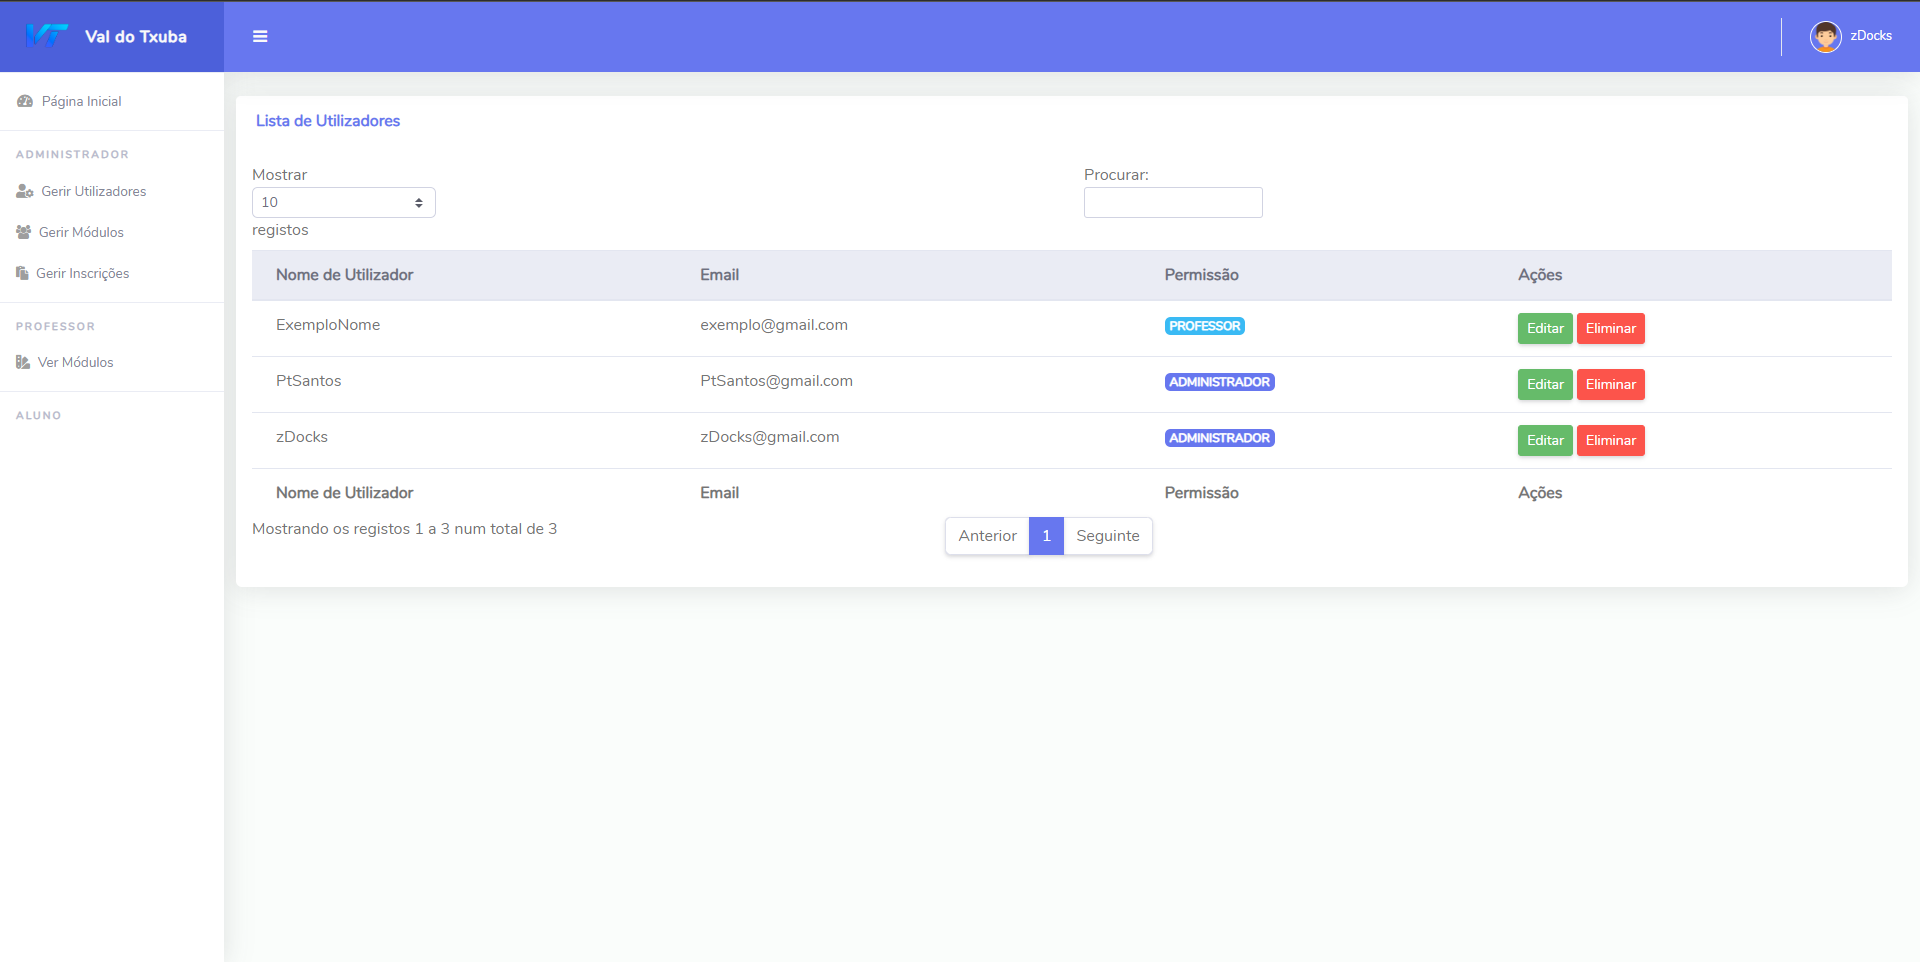 VT Val do Txuba
zDocks
Página Inicial
ADMINISTRADOR
Gerir Utilizadores
Gerir Módulos
Gerir Inscrições
PROFESSOR
Ver Módulos
ALUNO
Lista de Utilizadores
Mostrar
10
registos
Procurar:
Nome de Utilizador Email Permissão Ações
ExemploNome exemplo@gmail.com PROFESSOR Editar Eliminar
PtSantos PtSantos@gmail.com ADMINISTRADOR Editar Eliminar
zDocks zDocks@gmail.com ADMINISTRADOR Editar Eliminar
Nome de Utilizador Email Permissão Ações
Mostrando os registos 1 a 3 num total de 3
Anterior 1 Seguinte